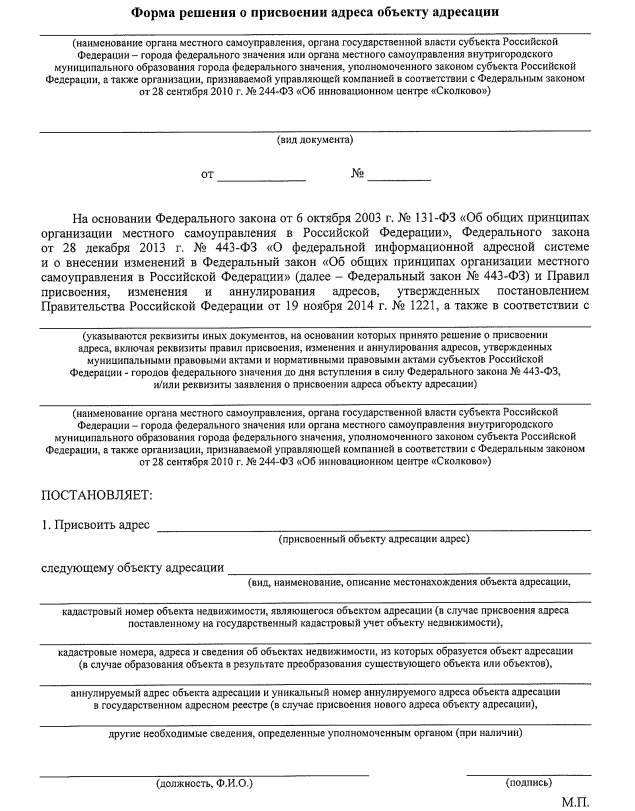 Форма решения о присвоении адреса объекту адресации
(наименование органа местного самоуправления, органа государственной власти субъекта Российской
Федерации – города федерального значения или органа местного самоуправления внутригородского
муниципального образования города федерального значения, уполномоченного законом субъекта Российской
Федерации, а также организации, признаваемой управляющей компанией в соответствии с Федеральным законом
от 28 сентября 2010 г. № 244-ФЗ «Об инновационном центре «Сколково»)
(вид документа)
от № 
На основании Федерального закона от 6 октября 2003 г. № 131-ФЗ «Об общих принципах
организации местного самоуправления в Российской Федерации», Федерального закона
от 28 декабря 2013 г. № 443-ФЗ «О федеральной информационной адресной системе
и о внесении изменений в Федеральный закон «Об общих принципах организации местного
самоуправления в Российской Федерации» (далее – Федеральный закон № 443-ФЗ) и Правил
присвоения, изменения и аннулирования адресов, утвержденных постановлением
Правительства Российской Федерации от 19 ноября 2014 г. № 1221, а также в соответствии с
(указываются реквизиты иных документов, на основании которых принято решение о присвоении
адреса, включая реквизиты правил присвоения, изменения и аннулирования адресов, утвержденных
муниципальными правовыми актами и нормативными правовыми актами субъектов Российской
Федерации - городов федерального значения до дня вступления в силу Федерального закона № 443-ФЗ,
и/или реквизиты заявления о присвоении адреса объекту адресации)
(наименование органа местного самоуправления, органа государственной власти субъекта Российской
Федерации – города федерального значения или органа местного самоуправления внутригородского
муниципального образования города федерального значения, уполномоченного законом субъекта Российской
Федерации, а также организации, признаваемой управляющей компанией в соответствии с Федеральным законом
от 28 сентября 2010 г. № 244-ФЗ «Об инновационном центре «Сколково»)
ПОСТАНОВЛЯЕТ:
1. Присвоить адрес
(присвоенный объекту адресации адрес)
следующему объекту адресации
(вид, наименование, описание местонахождения объекта адресации,
кадастровый номер объекта недвижимости, являющегося объектом адресации (в случае присвоения адреса
поставленному на государственный кадастровый учет объекту недвижимости),
кадастровые номера, адреса и сведения об объектах недвижимости, из которых образуется объект адресации
(в случае образования объекта в результате преобразования существующего объекта или объектов),
аннулируемый адрес объекта адресации и уникальный номер аннулируемого адреса объекта адресации
в государственном адресном реестре (в случае присвоения нового адреса объекту адресации),
другие необходимые сведения, определенные уполномоченным органом (при наличии)
(должность, Ф.И.О.) (подпись)
М.П.